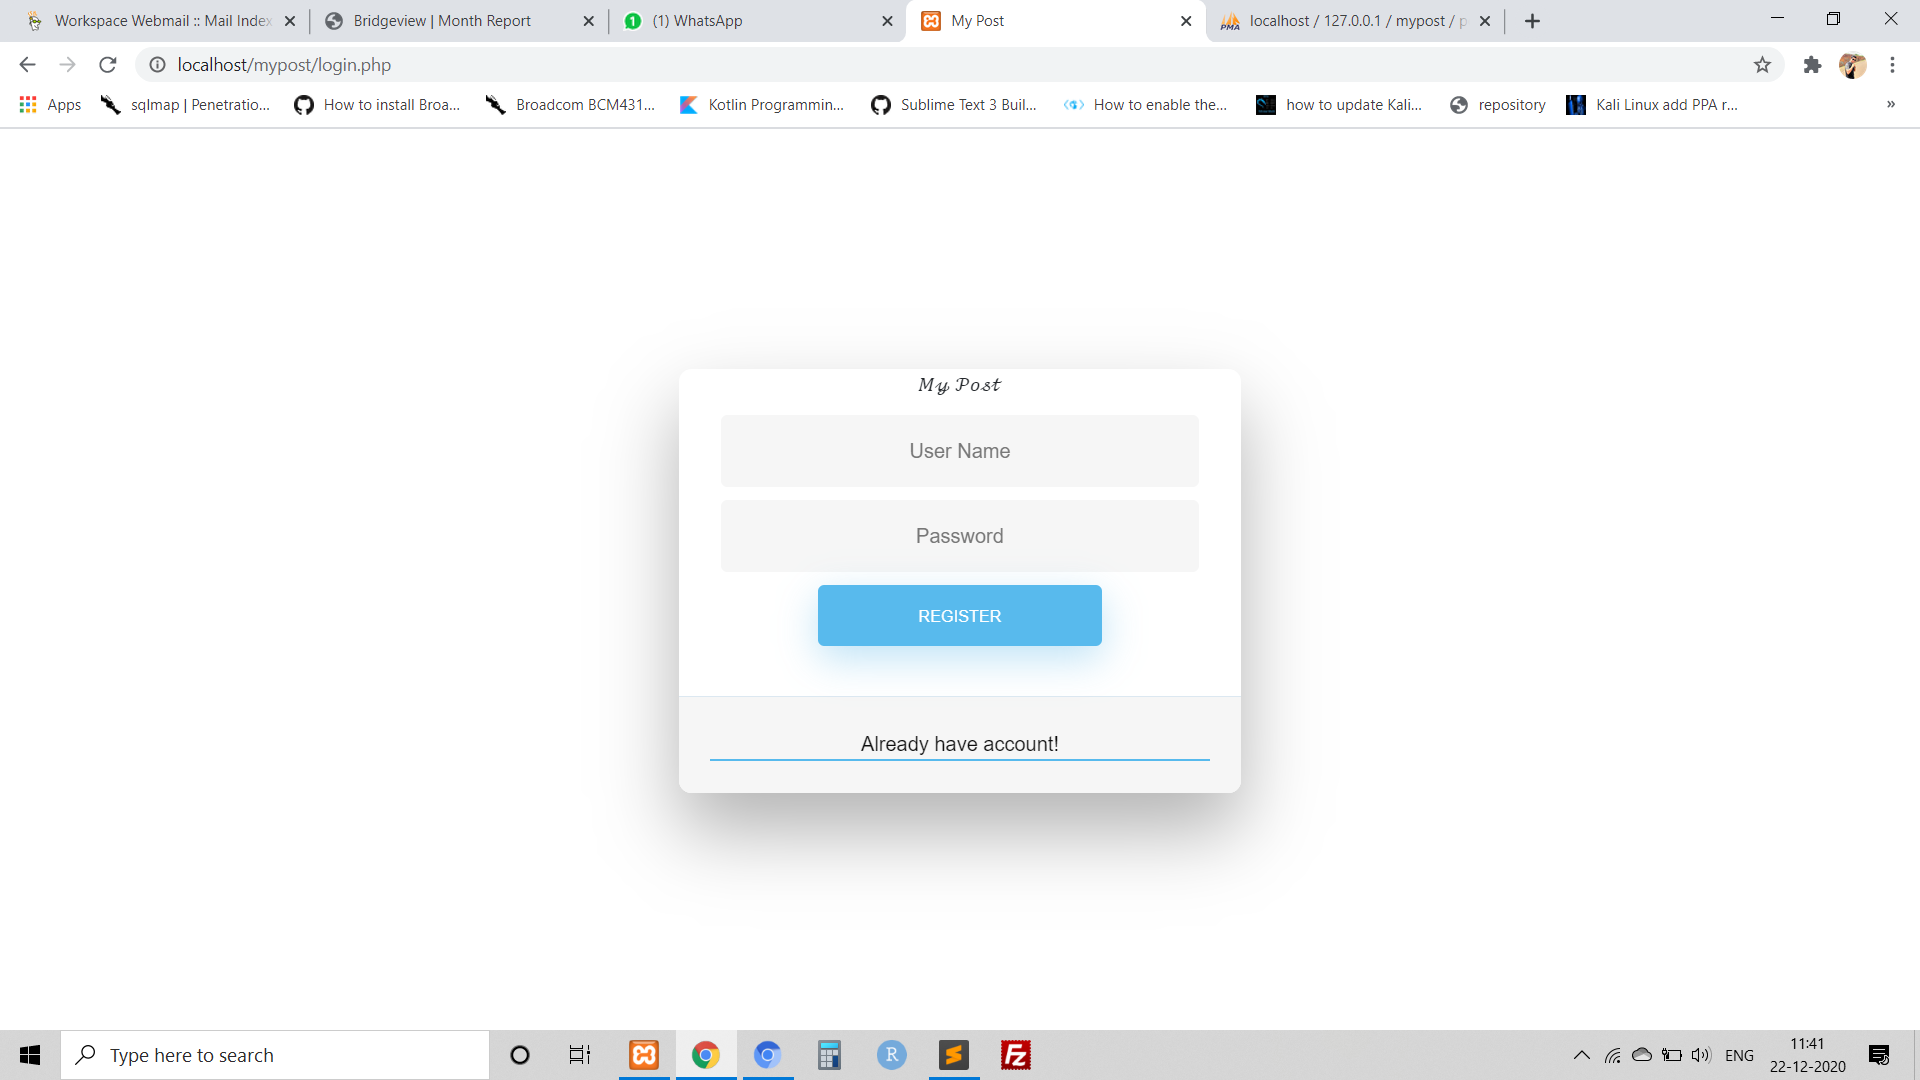 Workspace Webmail :: Mail Index
Bridgeview | Month Report
1 (1) WhatsApp
My Post
PMA localhost / 127.0.0.1 / mypost / p
localhost/mypost/login.php
Apps
sqlmap | Penetratio...
How to install Broa...
Broadcom BCM431...
Kotlin Programmin...
Sublime Text 3 Buil...
How to enable the...
how to update Kali...
repository
Kali Linux add PPA r...
»
My Post
User Name
Password
REGISTER
Already have account!
Type here to search
R
Fz
ENG
11:41
22-12-2020